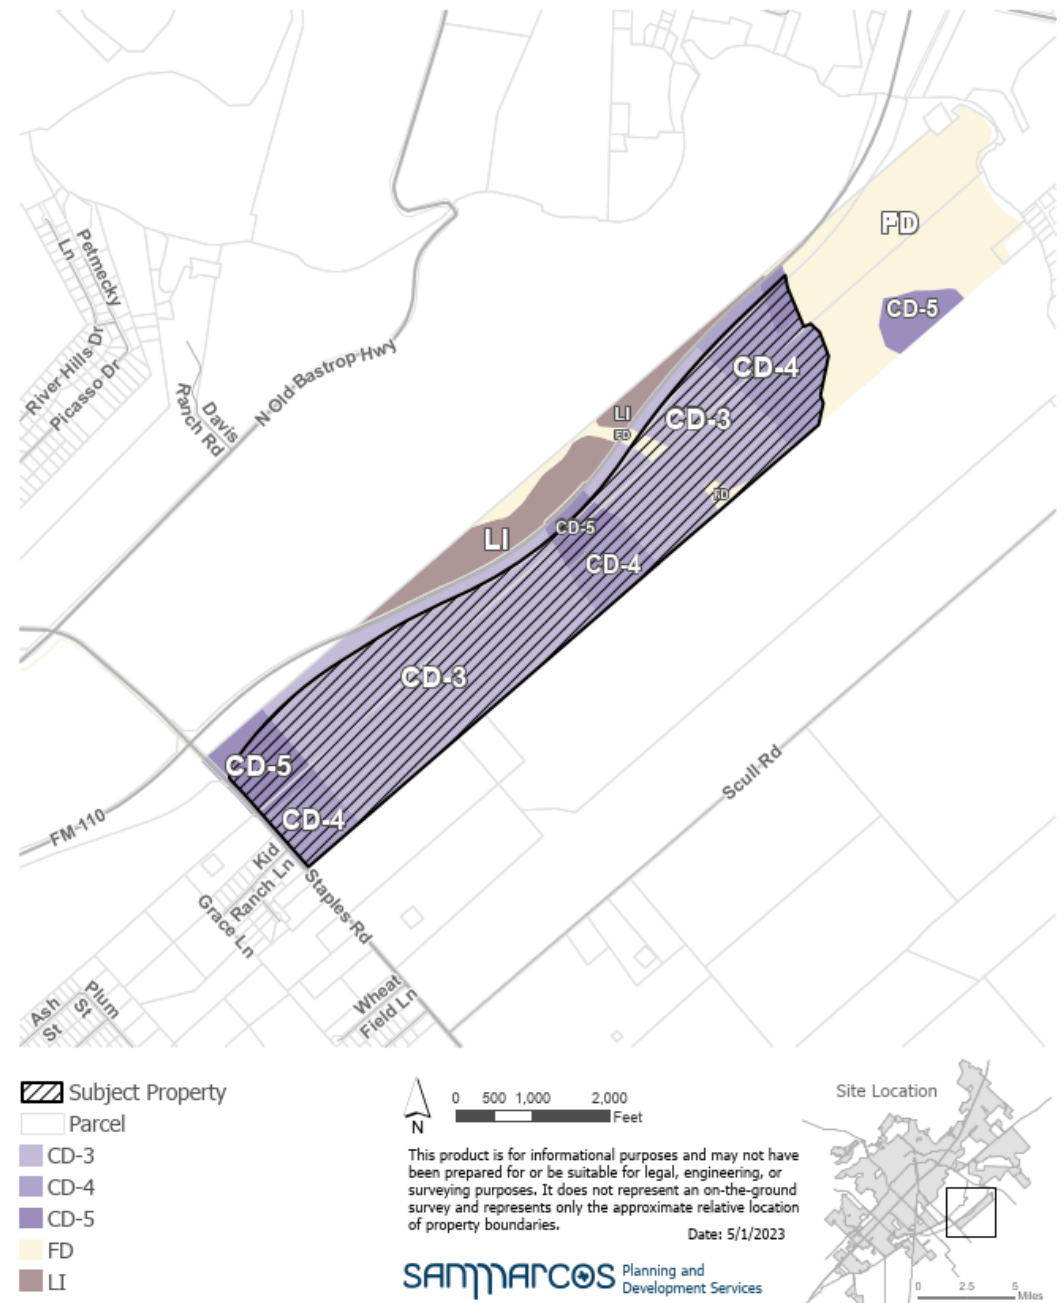 FD
CD-5
Petmecky
Ln
River Hills Dr
Picasso Dr
Davis
Ranch Rd
N Old Bastrop Hwy
CD-4
LI
CD-3
FD
FD
CD-5
LI
CD-4
CD-3
CD-5
CD-4
Scull Rd
FM-110
Kid
Ranch Ln
Grace Ln
Staples Rd
Wheat
Field Ln
Ash
St
Plum
St
Subject Property
Parcel
CD-3
CD-4
CD-5
FD
LI
N
0 500 1,000 2,000
Feet
This product is for informational purposes and may not have
been prepared for or be suitable for legal, engineering, or
surveying purposes. It does not represent an on-the-ground
survey and represents only the approximate relative location
of property boundaries.
Date: 5/1/2023
SANMARCOS
Planning and
Development Services
Site Location
0 2.5 5
Miles